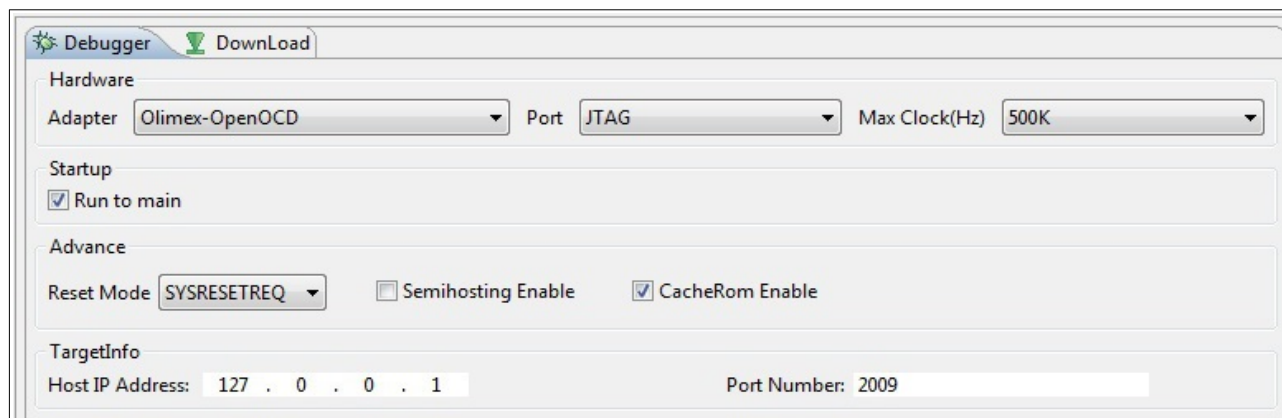 Debugger DownLoad
Hardware
Adapter Olimex-OpenOCD Port JTAG Max Clock(Hz) 500K
Startup
Run to main
Advance
Reset Mode SYSRESETREQ Semihosting Enable CacheRom Enable
TargetInfo
Host IP Address: 127 . 0 . 0 . 1 Port Number: 2009